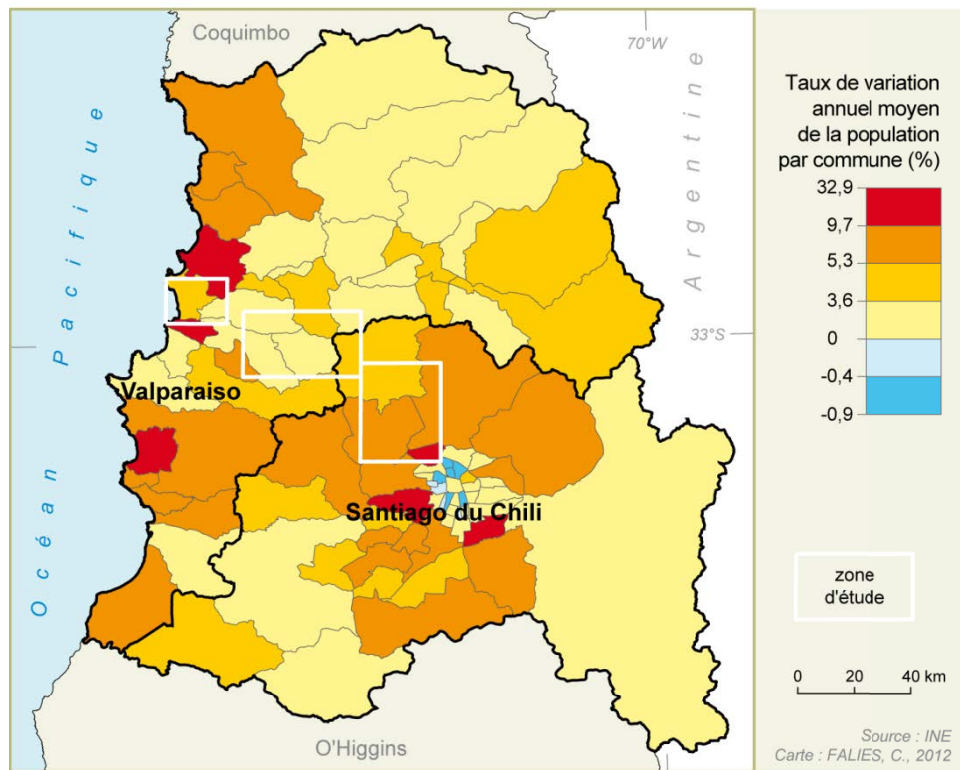 Coquimbo
70°W
Océan Pacifique
Argentine
33°S
Valparaiso
Santiago du Chili
O'Higgins
Taux de variation
annuel moyen
de la population
par commune (%)
32,9
9,7
5,3
3,6
0
-0,4
-0,9
zone
d'étude
0 20 40 km
Source : INE
Carte : FALIES, C., 2012